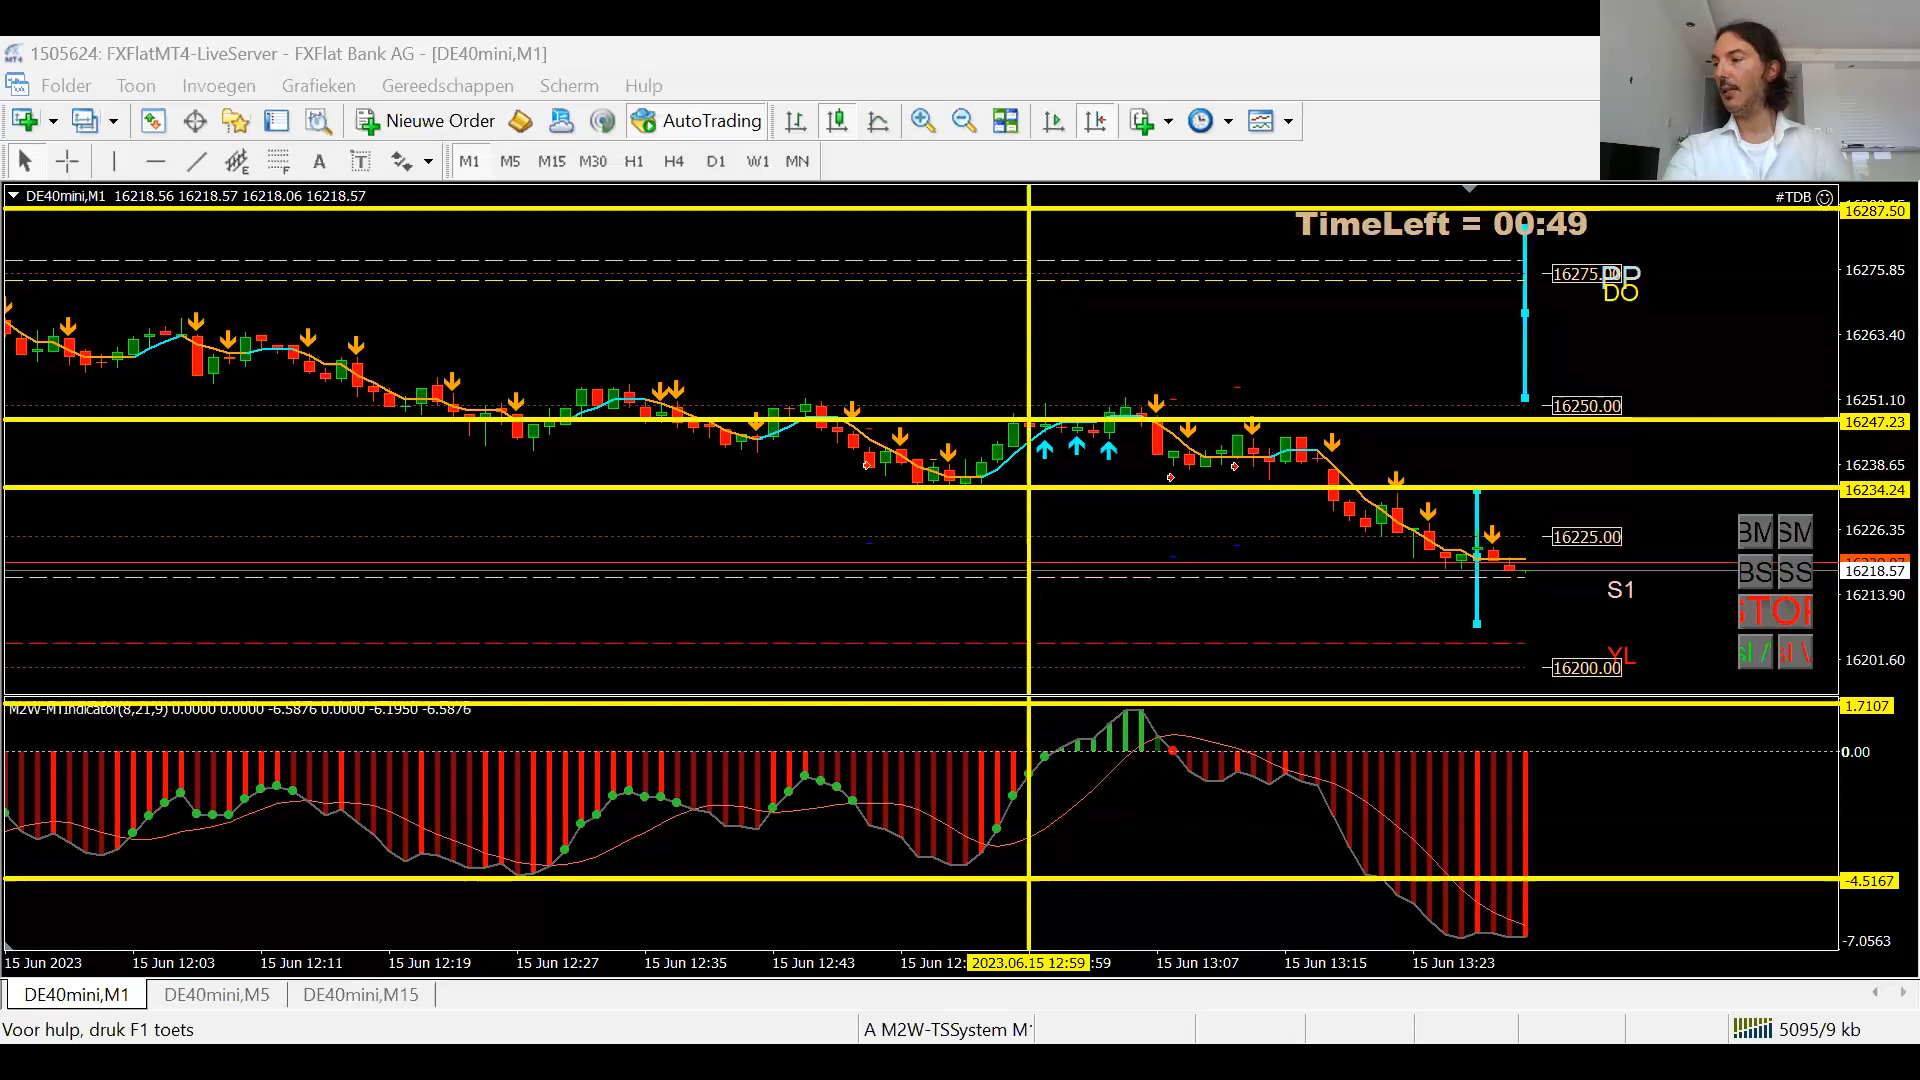 1505624: FXFlatMT4-LiveServer - FXFlat Bank AG - [DE40mini,M1]
Folder Toon Invoegen Grafieken Gereedschappen Scherm Hulp
Nieuwe Order AutoTrading
A T E F M1 M5 M15 M30 H1 H4 D1 W1 MN
DE40mini,M1 16218.56 16218.57 16218.06 16218.57
#TDB
16287.50
TimeLeft = 00:49
16275.00
PP
DO
16275.85
16263.40
16250.00
16251.10
16247.23
16238.65
16234.24
16225.00
16226.35
BM SM
16218.57
BS SS
S1
16213.90
STOP
YL
16200.00
16201.60
M2W-MTIndicator(8,21,9) 0.0000 0.0000 -6.5876 0.0000 -6.1950 -6.5876
1.7107
0.00
-4.5167
-7.0563
15 Jun 2023 15 Jun 12:03 15 Jun 12:11 15 Jun 12:19 15 Jun 12:27 15 Jun 12:35 15 Jun 12:43 15 Jun 12: 2023.06.15 12:59 :59 15 Jun 13:07 15 Jun 13:15 15 Jun 13:23
DE40mini,M1 DE40mini,M5 DE40mini,M15
Voor hulp, druk F1 toets
A M2W-TSSystem M
5095/9 kb